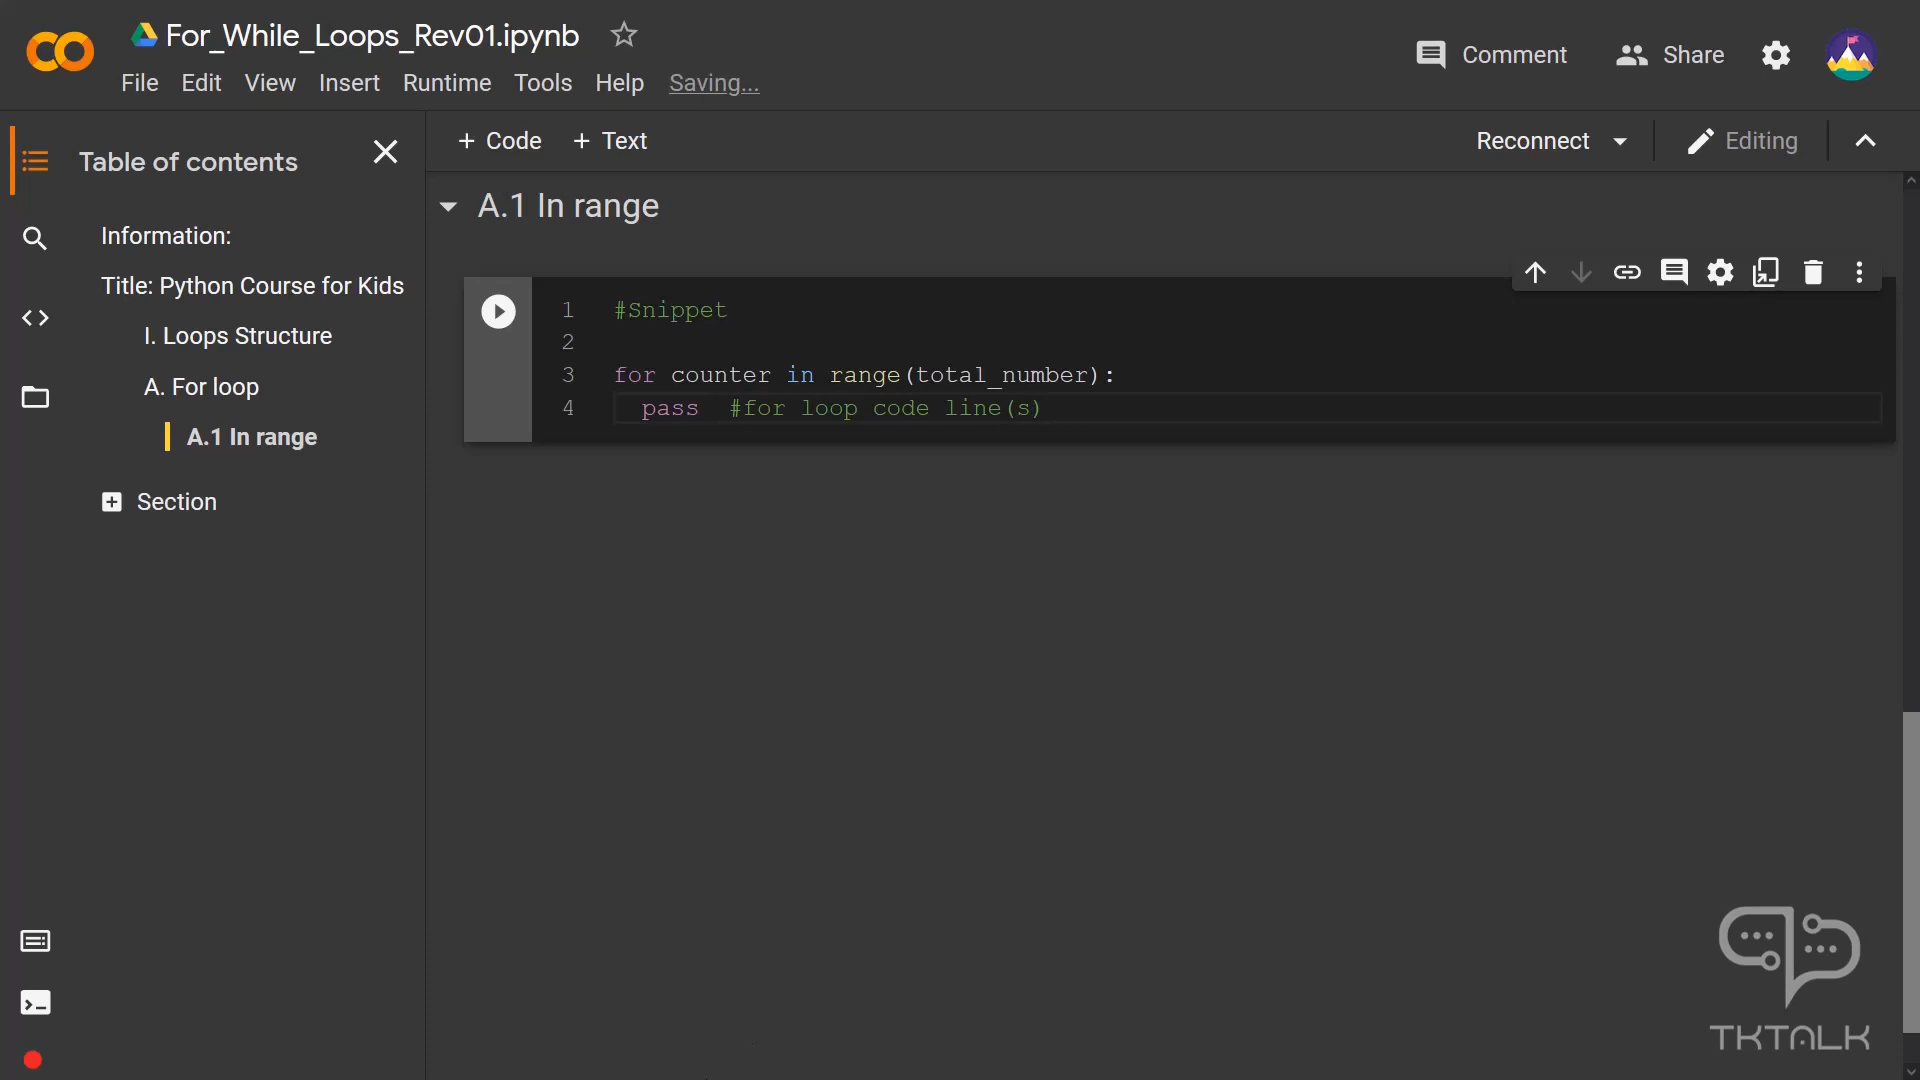 For_While_Loops_Rev01.ipynb
File Edit View Insert Runtime Tools Help Saving...
Comment Share
Table of contents
+ Code + Text
Reconnect Editing
Information:
Title: Python Course for Kids
I. Loops Structure
A. For loop
A.1 In range
Section
A.1 In range
1 #Snippet
2
3 for counter in range(total_number):
4 pass #for loop code line(s)
TKTALK